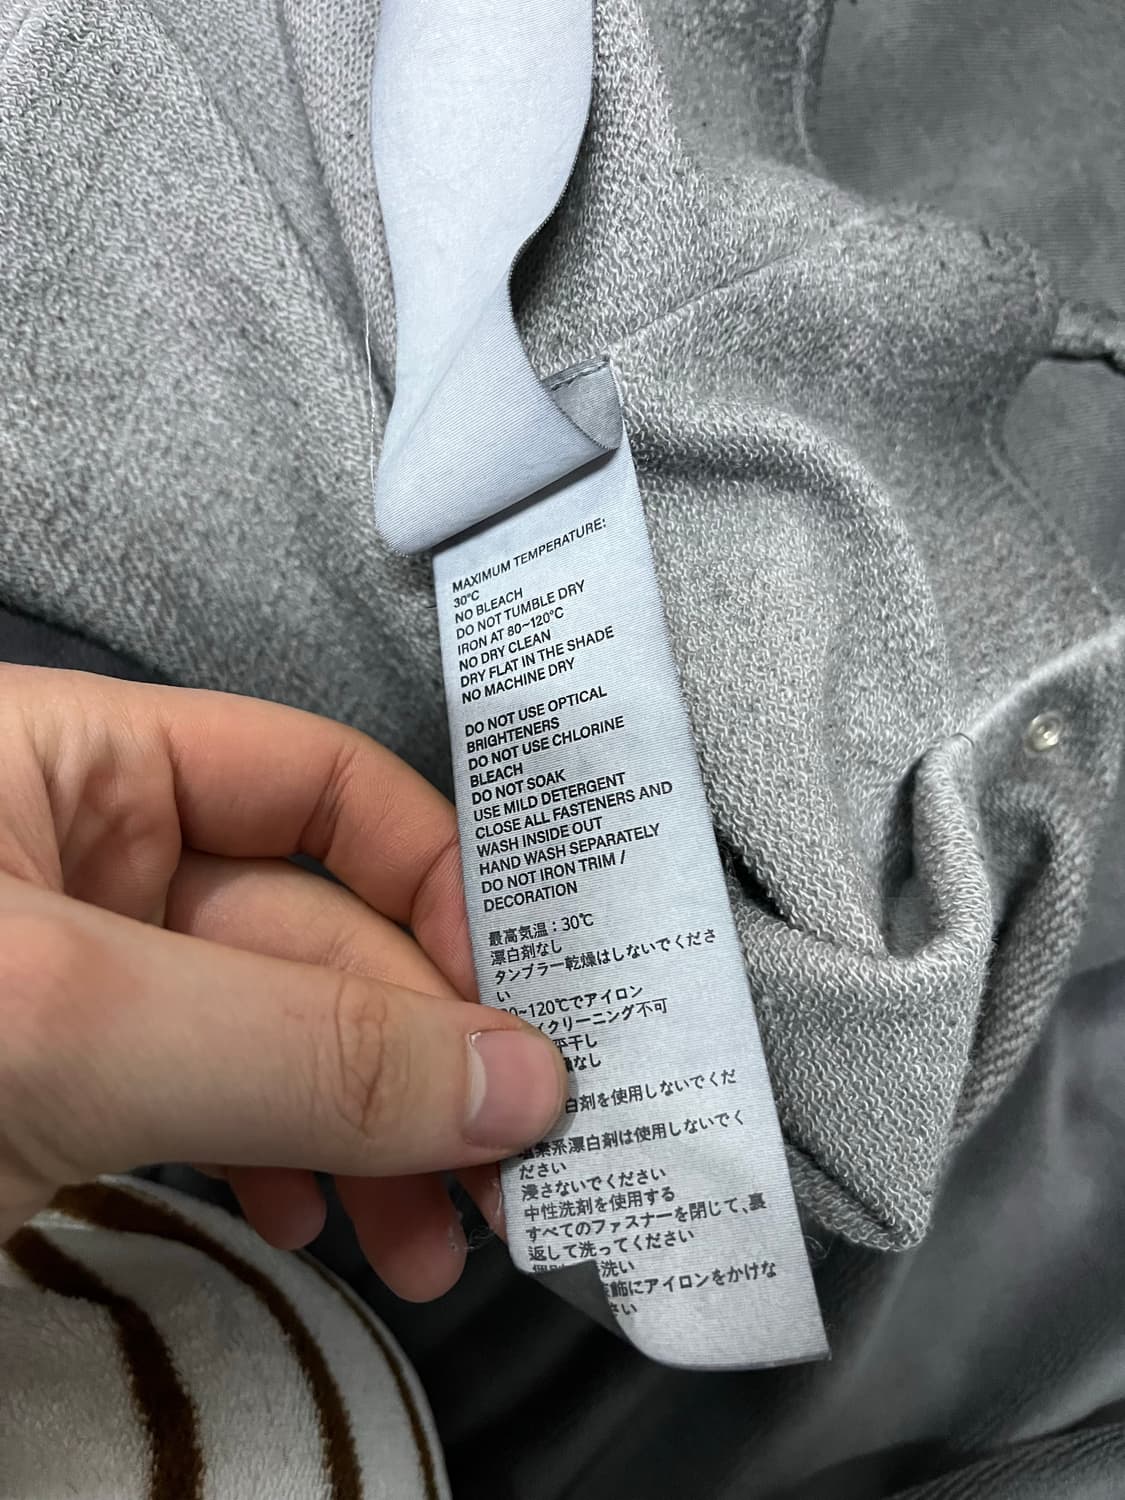 MAXIMUM TEMPERATURE:
30°C
NO BLEACH
DO NOT TUMBLE DRY
IRON AT 80~120°C
NO DRY CLEAN
DRY FLAT IN THE SHADE
NO MACHINE DRY
DO NOT USE OPTICAL
BRIGHTENERS
DO NOT USE CHLORINE
BLEACH
DO NOT SOAK
USE MILD DETERGENT
CLOSE ALL FASTENERS AND
WASH INSIDE OUT
HAND WASH SEPARATELY
DO NOT IRON TRIM /
DECORATION
最高気温：30℃
漂白剤なし
タンブラー乾燥はしないでくださ
い
0~120℃でアイロン
イクリーニング不可
平干し
なし
白剤を使用しないでくだ
塩素系漂白剤は使用しないでく
ださい
浸さないでください
中性洗剤を使用する
すべてのファスナーを閉じて、裏
返して洗ってください
洗い
飾にアイロンをかけな
さい